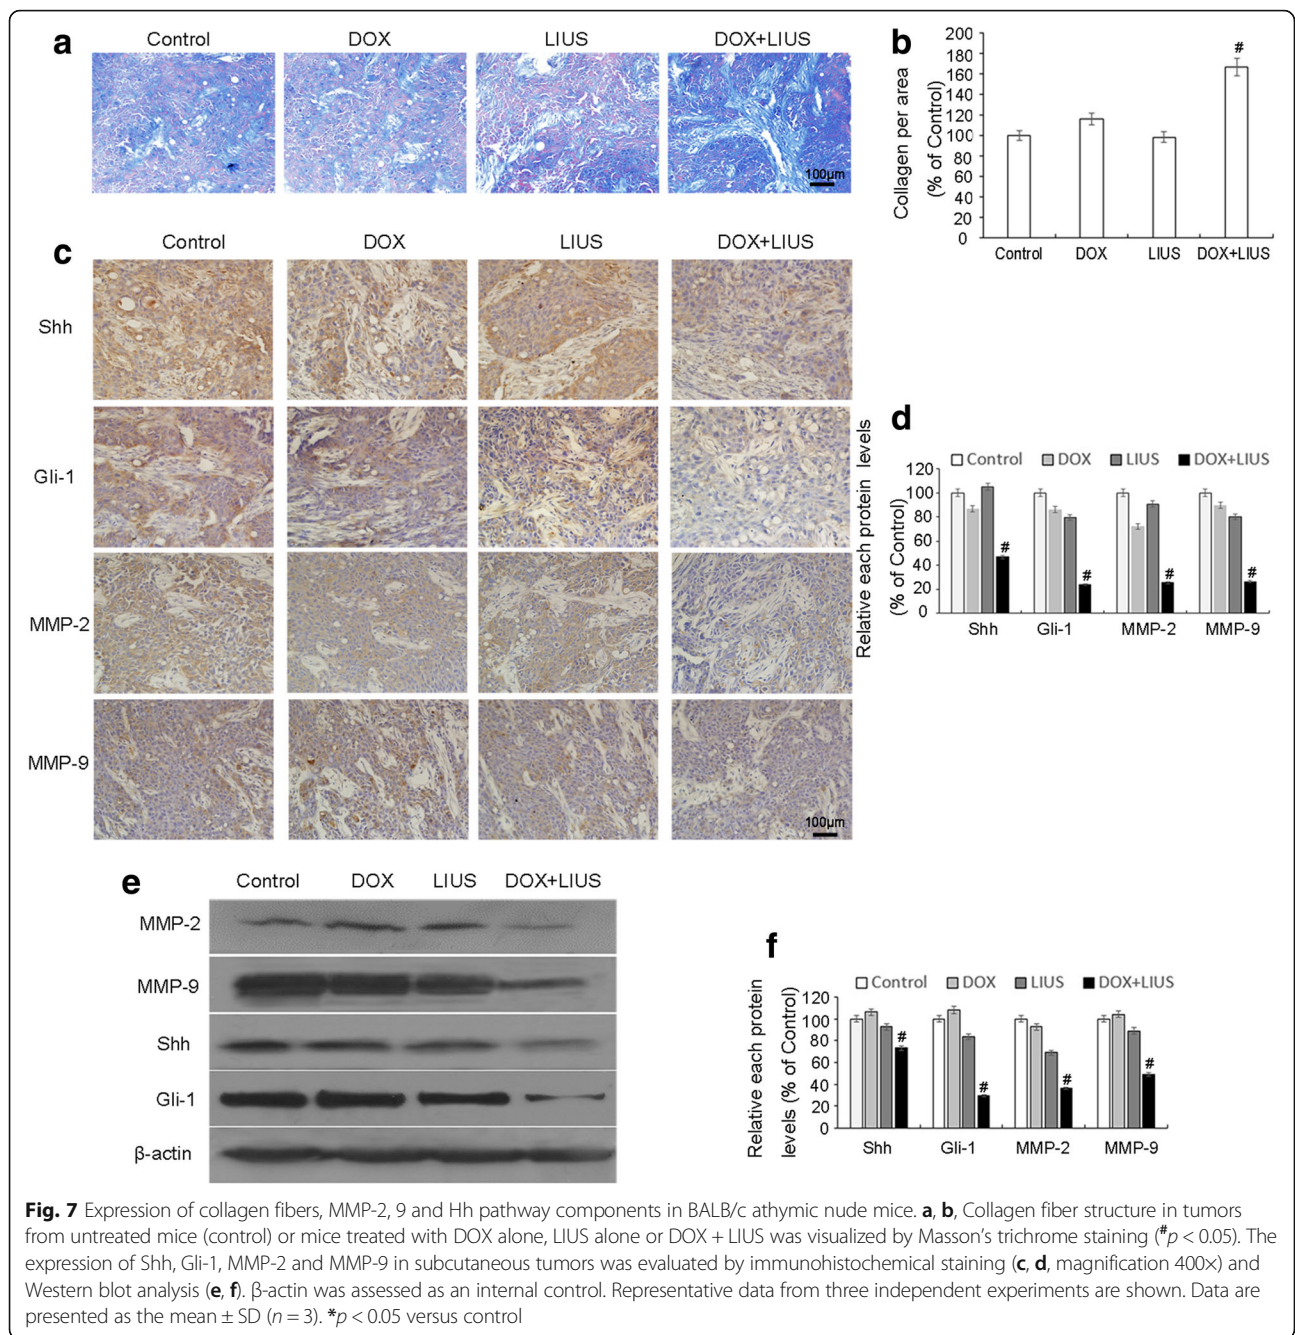 a
Control DOX LIUS DOX+LIUS
100µm
b
Collagen per area
(% of Control)
200
180
160
140
120
100
80
60
40
20
0
#
Control DOX LIUS DOX+LIUS
c
Control DOX LIUS DOX+LIUS
Shh
Gli-1
MMP-2
MMP-9
100µm
d
Relative each protein levels
(% of Control)
Control DOX LIUS DOX+LIUS
120
100
80
60
40
20
0
# # # #
Shh Gli-1 MMP-2 MMP-9
e
Control DOX LIUS DOX+LIUS
MMP-2
MMP-9
Shh
Gli-1
β-actin
f
Relative each protein
levels (% of Control)
Control DOX LIUS DOX+LIUS
120
100
80
60
40
20
0
# # # #
Shh Gli-1 MMP-2 MMP-9
Fig. 7 Expression of collagen fibers, MMP-2, 9 and Hh pathway components in BALB/c athymic nude mice. a, b, Collagen fiber structure in tumors
from untreated mice (control) or mice treated with DOX alone, LIUS alone or DOX + LIUS was visualized by Masson's trichrome staining (#p < 0.05). The
expression of Shh, Gli-1, MMP-2 and MMP-9 in subcutaneous tumors was evaluated by immunohistochemical staining (c, d, magnification 400×) and
Western blot analysis (e, f). β-actin was assessed as an internal control. Representative data from three independent experiments are shown. Data are
presented as the mean ± SD (n = 3). *p < 0.05 versus control